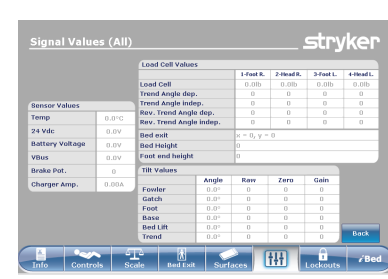 Signal Values (All)
stryker
Load Cell Values
1-Foot R. 2-Head R. 3-Foot L. 4-Head L.
Load Cell 0.0lb 0.0lb 0.0lb 0.0lb
Trend Angle dep. 0 0 0 0
Trend Angle indep. 0 0 0 0
Rev. Trend Angle dep. 0 0 0 0
Rev. Trend Angle indep. 0 0 0 0
Bed exit x = 0, y = 0
Bed Height 0
Foot end height 0
Sensor Values
Temp 0.0°C
24 Vdc 0.0V
Battery Voltage 0.0V
VBus 0.0V
Brake Pot. 0
Charger Amp. 0.00A
Tilt Values
Angle Raw Zero Gain
Fowler 0.0° 0 0 0
Gatch 0.0° 0 0 0
Foot 0.0° 0 0 0
Base 0.0° 0 0 0
Bed Lift 0.0° 0 0 0
Trend 0.0° 0 0 0
Back
Info Controls Scale Bed Exit Surfaces Lockouts iBed